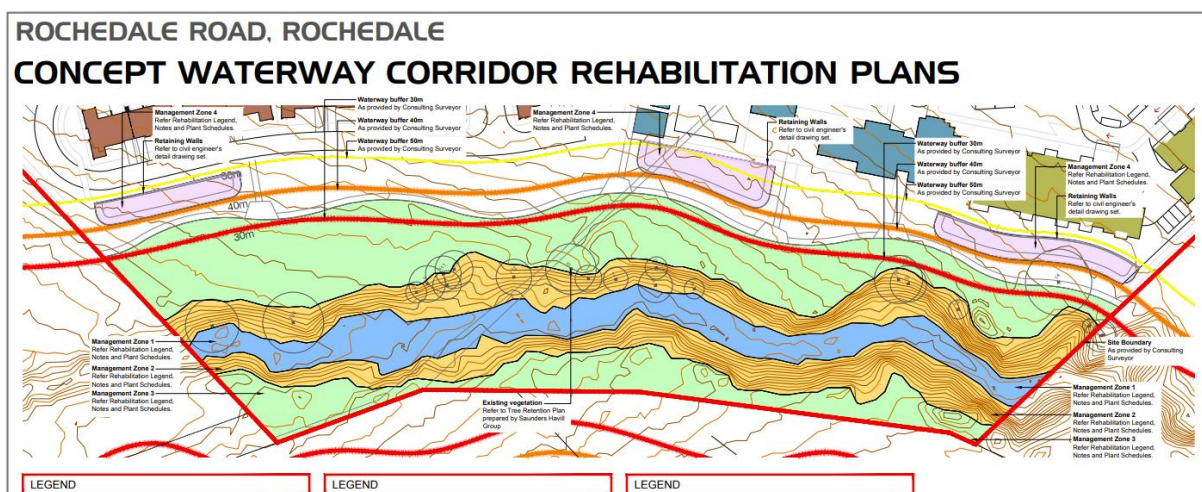 ROCHEDALE ROAD, ROCHEDALE
CONCEPT WATERWAY CORRIDOR REHABILITATION PLANS
Management Zone 4
Refer Rehabilitation Legend,
Notes and Plant Schedules.
Retaining Walls
Refer to civil engineer's
detail drawing set.
Waterway buffer 30m
As provided by Consulting Surveyor
Waterway buffer 40m
As provided by Consulting Surveyor
Waterway buffer 50m
As provided by Consulting Surveyor
Management Zone 4
Refer Rehabilitation Legend,
Notes and Plant Schedules.
Retaining Walls
Refer to civil engineer's
detail drawing set.
Waterway buffer 30m
As provided by Consulting Surveyor
Waterway buffer 40m
As provided by Consulting Surveyor
Waterway buffer 50m
As provided by Consulting Surveyor
Management Zone 4
Refer Rehabilitation Legend,
Notes and Plant Schedules.
Retaining Walls
Refer to civil engineer's
detail drawing set.
50m
40m
30m
Management Zone 1
Refer Rehabilitation Legend,
Notes and Plant Schedules.
Management Zone 2
Refer Rehabilitation Legend,
Notes and Plant Schedules.
Management Zone 3
Refer Rehabilitation Legend,
Notes and Plant Schedules.
Existing vegetation
Refer to Tree Retention Plan
prepared by Saunders Havill
Group
Site Boundary
As provided by Consulting
Surveyor
Management Zone 1
Refer Rehabilitation Legend,
Notes and Plant Schedules.
Management Zone 2
Refer Rehabilitation Legend,
Notes and Plant Schedules.
Management Zone 3
Refer Rehabilitation Legend,
Notes and Plant Schedules.
LEGEND
LEGEND
LEGEND